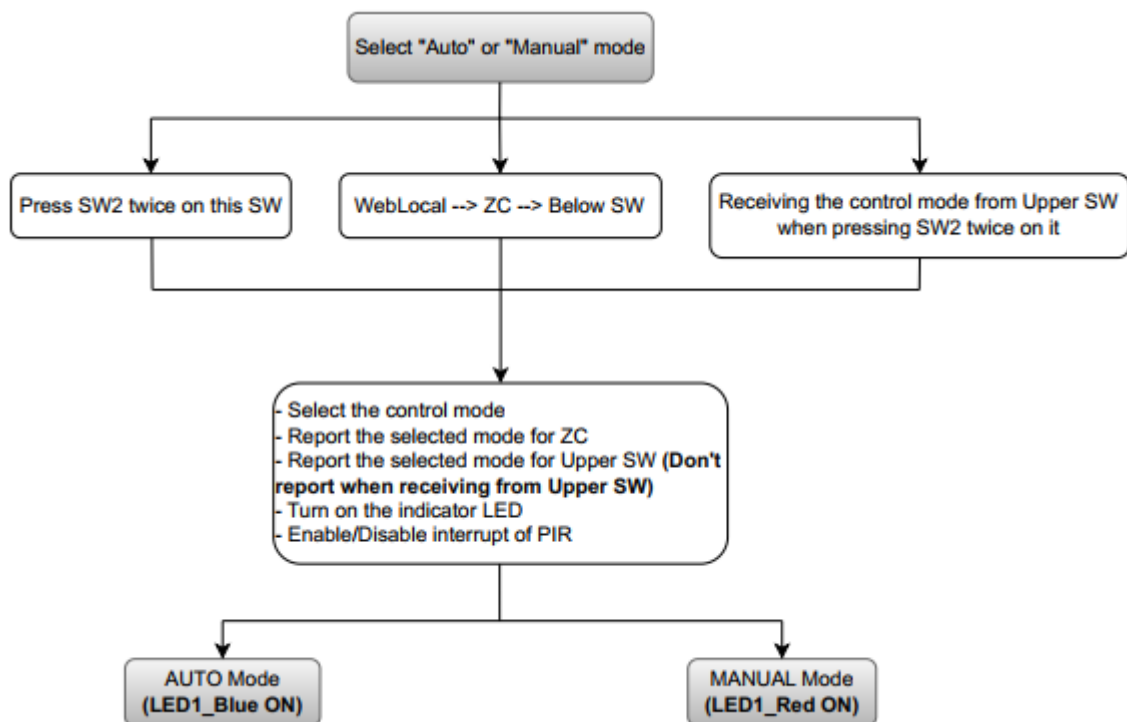 Select "Auto" or "Manual" mode
Press SW2 twice on this SW
WebLocal --> ZC --> Below SW
Receiving the control mode from Upper SW
when pressing SW2 twice on it
- Select the control mode
- Report the selected mode for ZC
- Report the selected mode for Upper SW (Don't
report when receiving from Upper SW)
- Turn on the indicator LED
- Enable/Disable interrupt of PIR
AUTO Mode
(LED1_Blue ON)
MANUAL Mode
(LED1_Red ON)